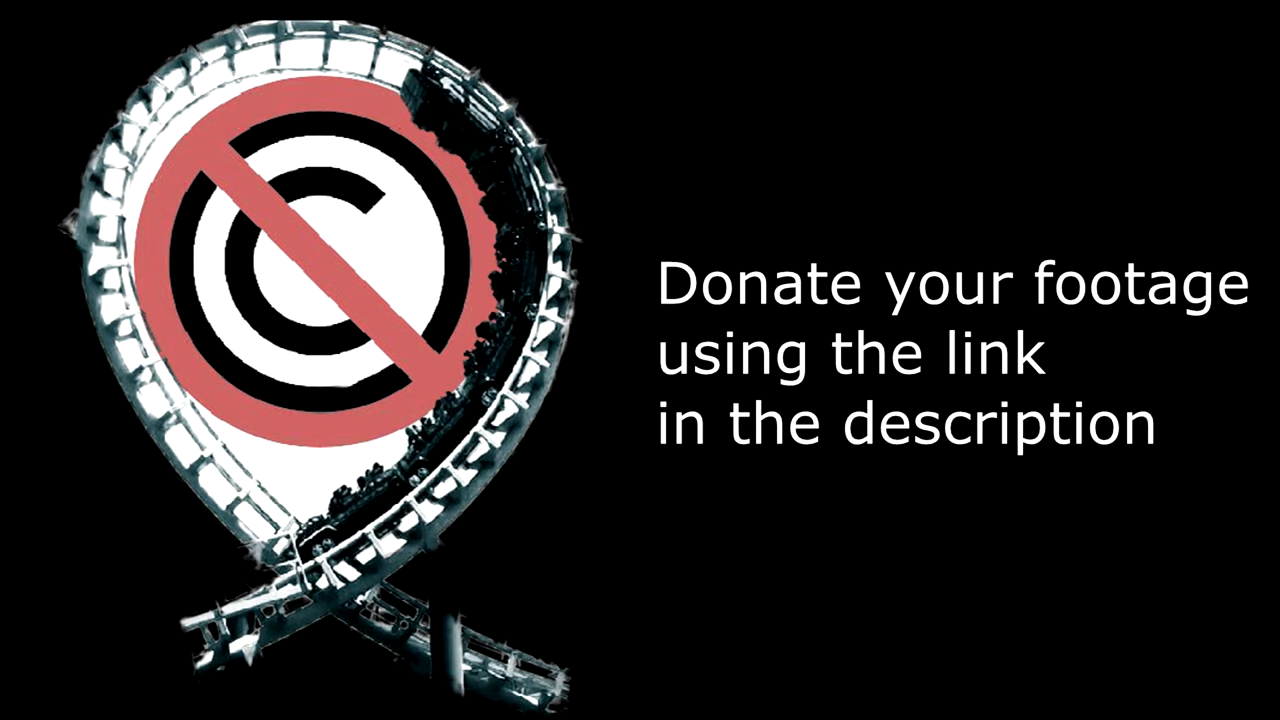 Donate your footage
using the link
in the description